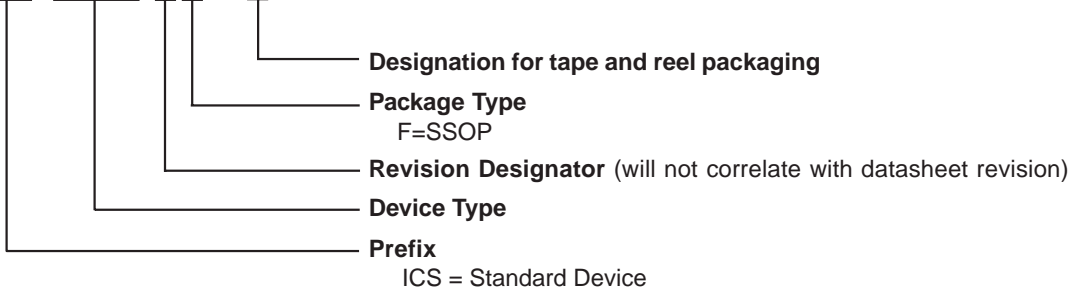 Designation for tape and reel packaging
Package Type
F=SSOP
Revision Designator (will not correlate with datasheet revision)
Device Type
Prefix
ICS = Standard Device